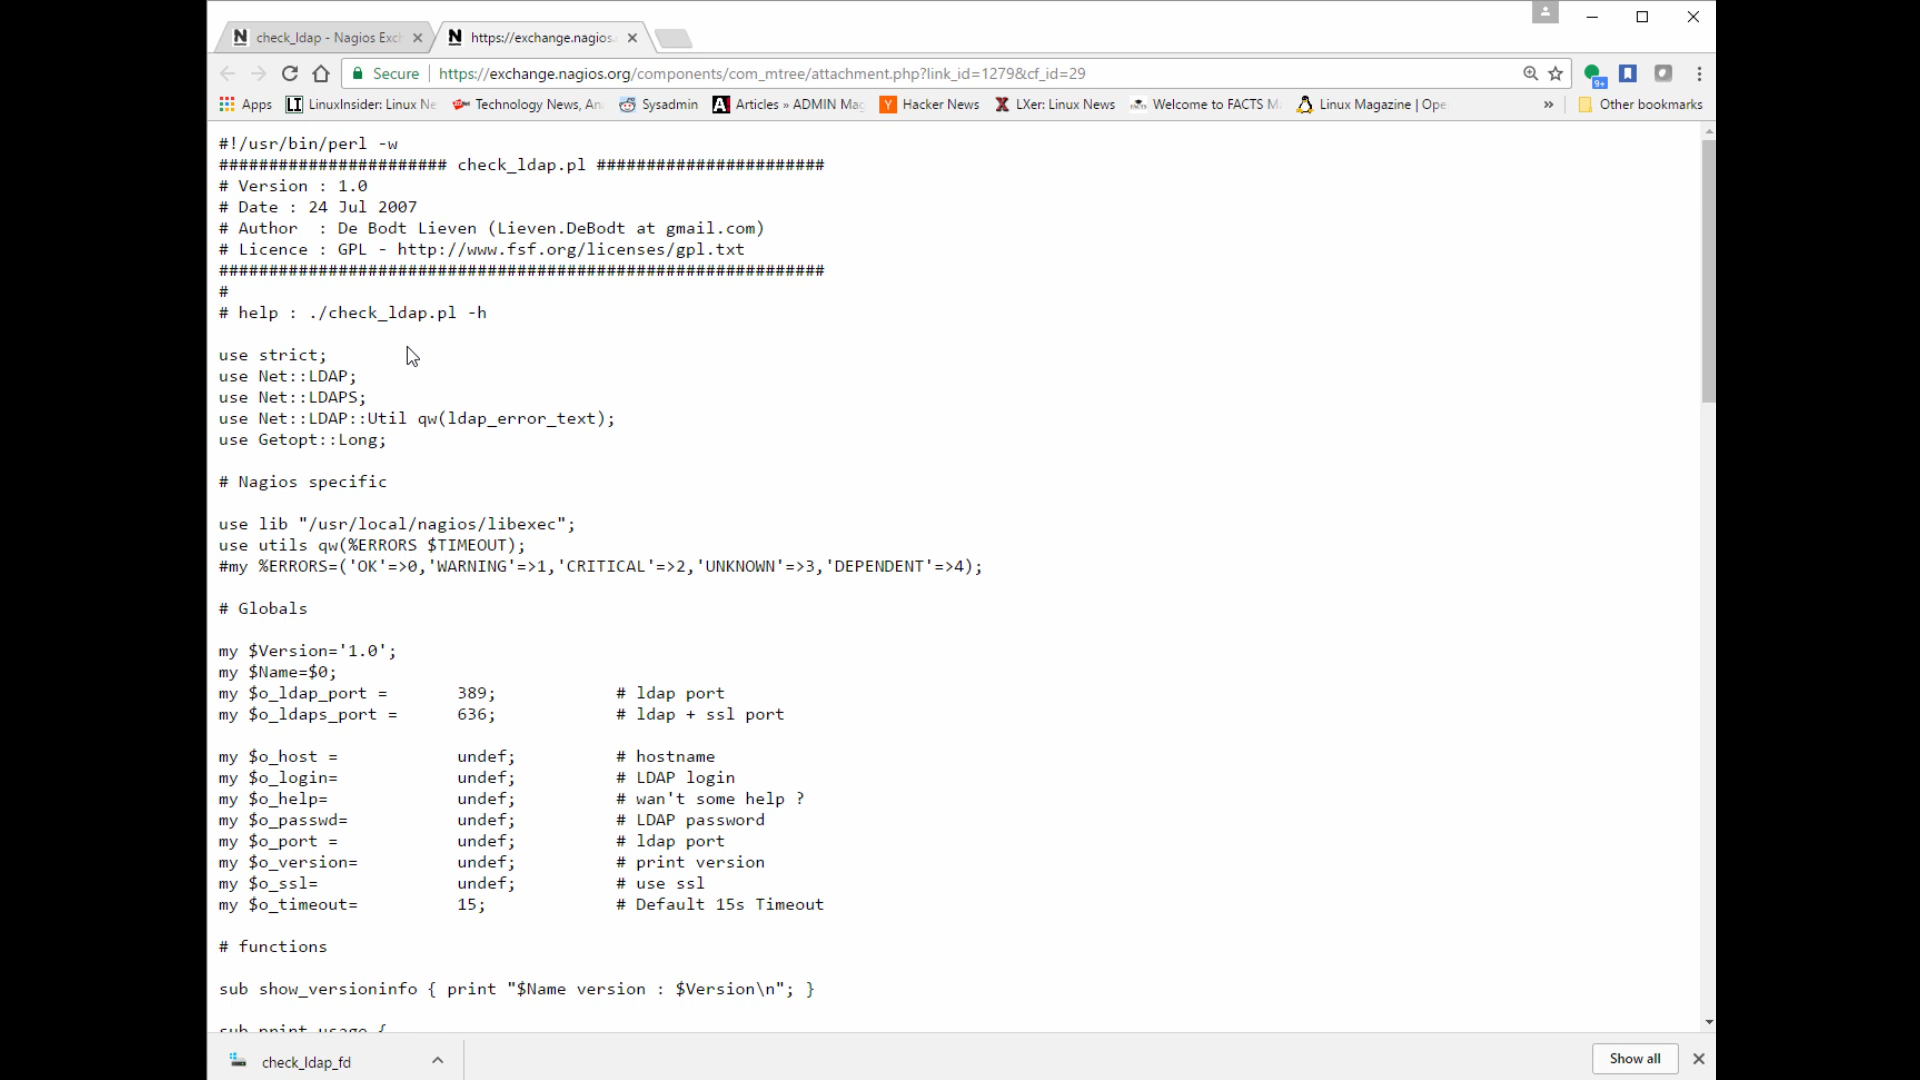 check_ldap - Nagios Exc
https://exchange.nagios.
Secure
https://exchange.nagios.org/components/com_mtree/attachment.php?link_id=1279&cf_id=29
9+
Apps
LinuxInsider: Linux Ne
Technology News, An
Sysadmin
Articles » ADMIN Mag
Hacker News
LXer: Linux News
Welcome to FACTS M
Linux Magazine | Ope
»
Other bookmarks
#!/usr/bin/perl -w
####################### check_ldap.pl #######################
# Version : 1.0
# Date : 24 Jul 2007
# Author  : De Bodt Lieven (Lieven.DeBodt at gmail.com)
# Licence : GPL - http://www.fsf.org/licenses/gpl.txt
#############################################################
#
# help : ./check_ldap.pl -h
use strict;
use Net::LDAP;
use Net::LDAPS;
use Net::LDAP::Util qw(ldap_error_text);
use Getopt::Long;
# Nagios specific
use lib "/usr/local/nagios/libexec";
use utils qw(%ERRORS $TIMEOUT);
#my %ERRORS=('OK'=>0,'WARNING'=>1,'CRITICAL'=>2,'UNKNOWN'=>3,'DEPENDENT'=>4);
# Globals
my $Version='1.0';
my $Name=$0;
my $o_ldap_port =       389;            # ldap port
my $o_ldaps_port =      636;            # ldap + ssl port
my $o_host =            undef;          # hostname
my $o_login=            undef;          # LDAP login
my $o_help=             undef;          # wan't some help ?
my $o_passwd=           undef;          # LDAP password
my $o_port =            undef;          # ldap port
my $o_version=          undef;          # print version
my $o_ssl=              undef;          # use ssl
my $o_timeout=          15;             # Default 15s Timeout
# functions
sub show_versioninfo { print "$Name version : $Version\n"; }
sub print_usage {
check_ldap_fd
Show all